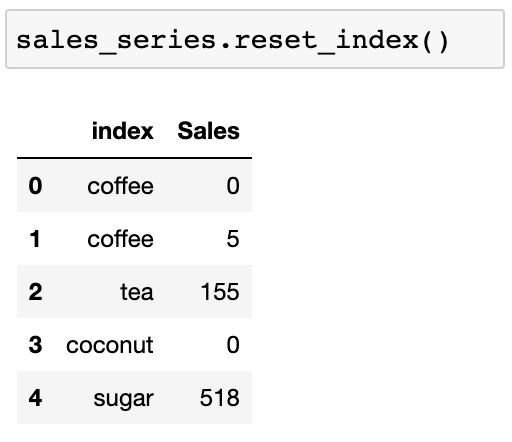 sales_series.reset_index()
index Sales
0 coffee 0
1 coffee 5
2 tea 155
3 coconut 0
4 sugar 518